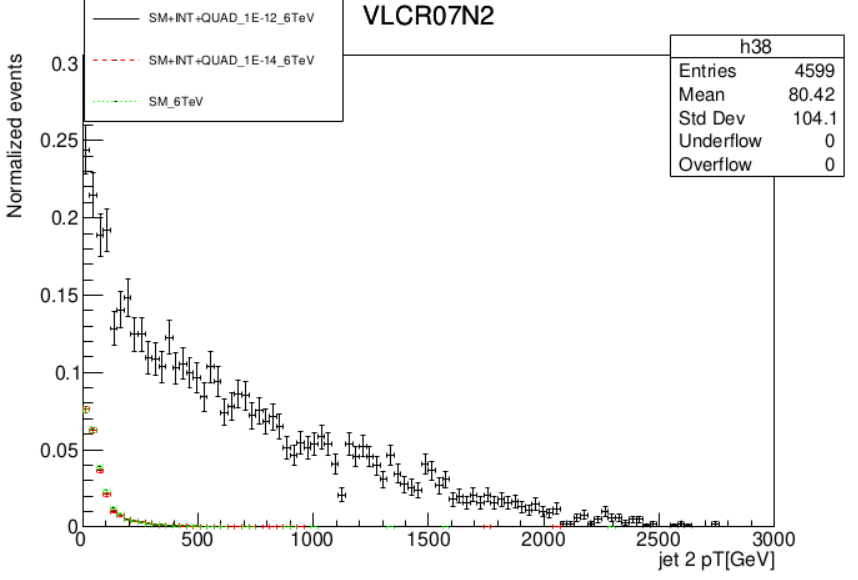 VLCR07N2
SM+INT+QUAD_1E-12_6TeV
SM+INT+QUAD_1E-14_6TeV
SM_6TeV
h38
Entries 4599
Mean 80.42
Std Dev 104.1
Underflow 0
Overflow 0
Normalized events
0.3
0.25
0.2
0.15
0.1
0.05
0
0 500 1000 1500 2000 2500 3000
jet 2 pT[GeV]